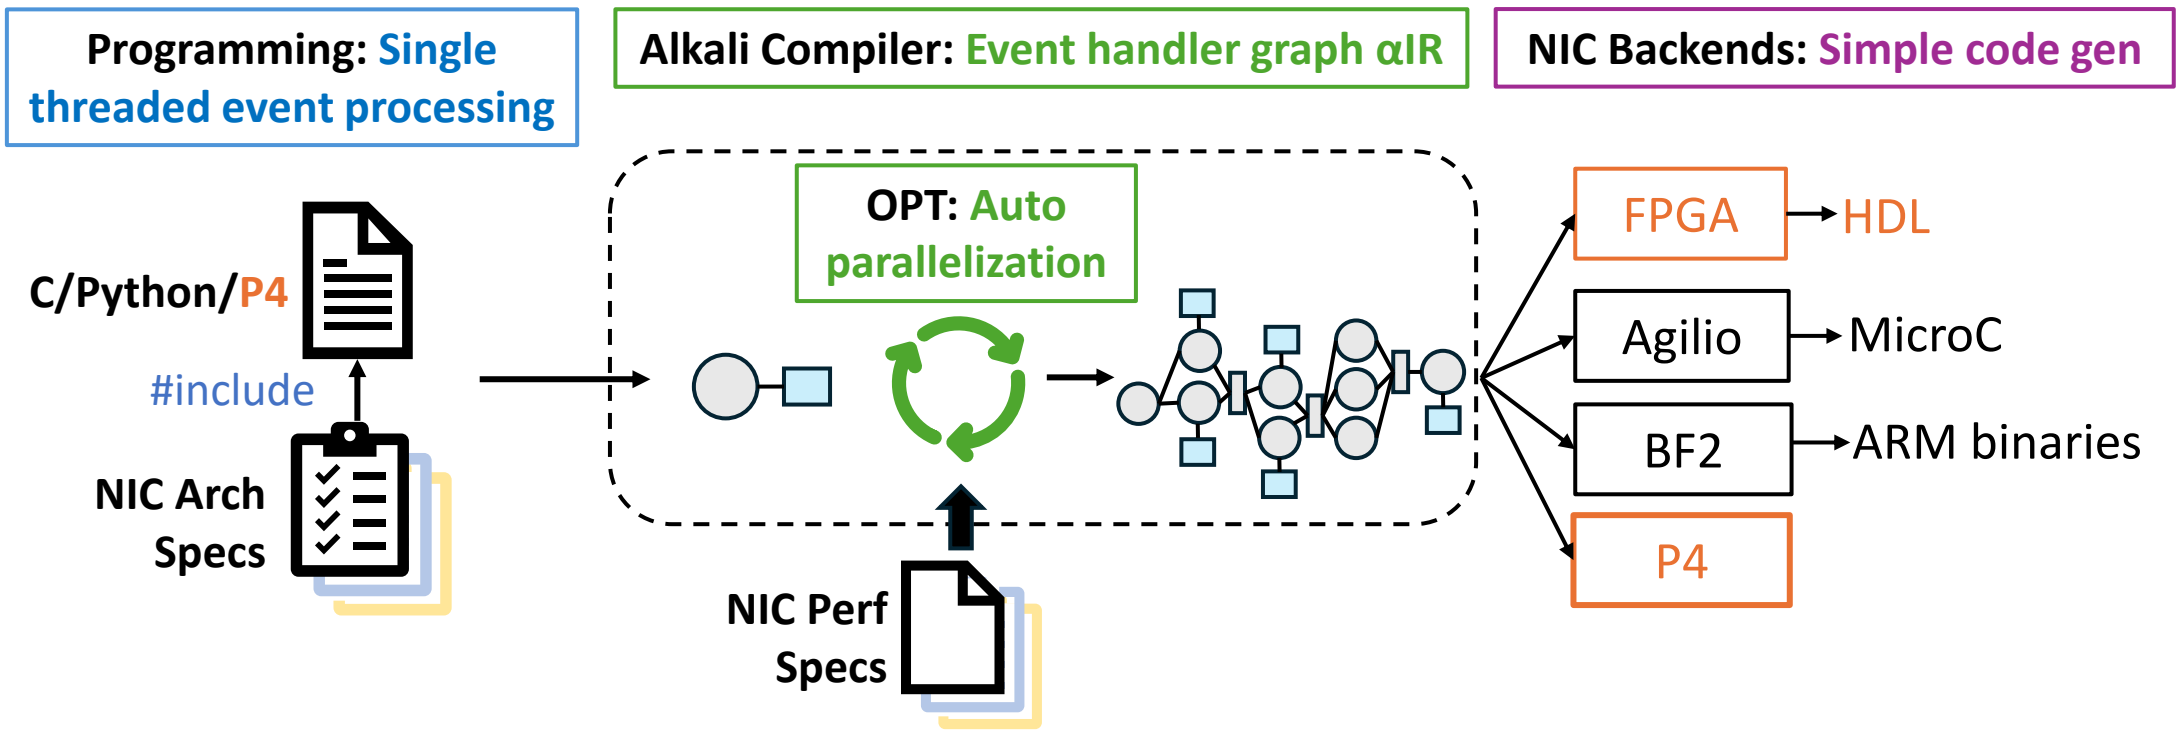 Programming: Single
threaded event processing
Alkali Compiler: Event handler graph αIR
NIC Backends: Simple code gen
C/Python/P4
#include
NIC Arch
Specs
OPT: Auto
parallelization
NIC Perf
Specs
FPGA
HDL
Agilio
MicroC
BF2
ARM binaries
P4